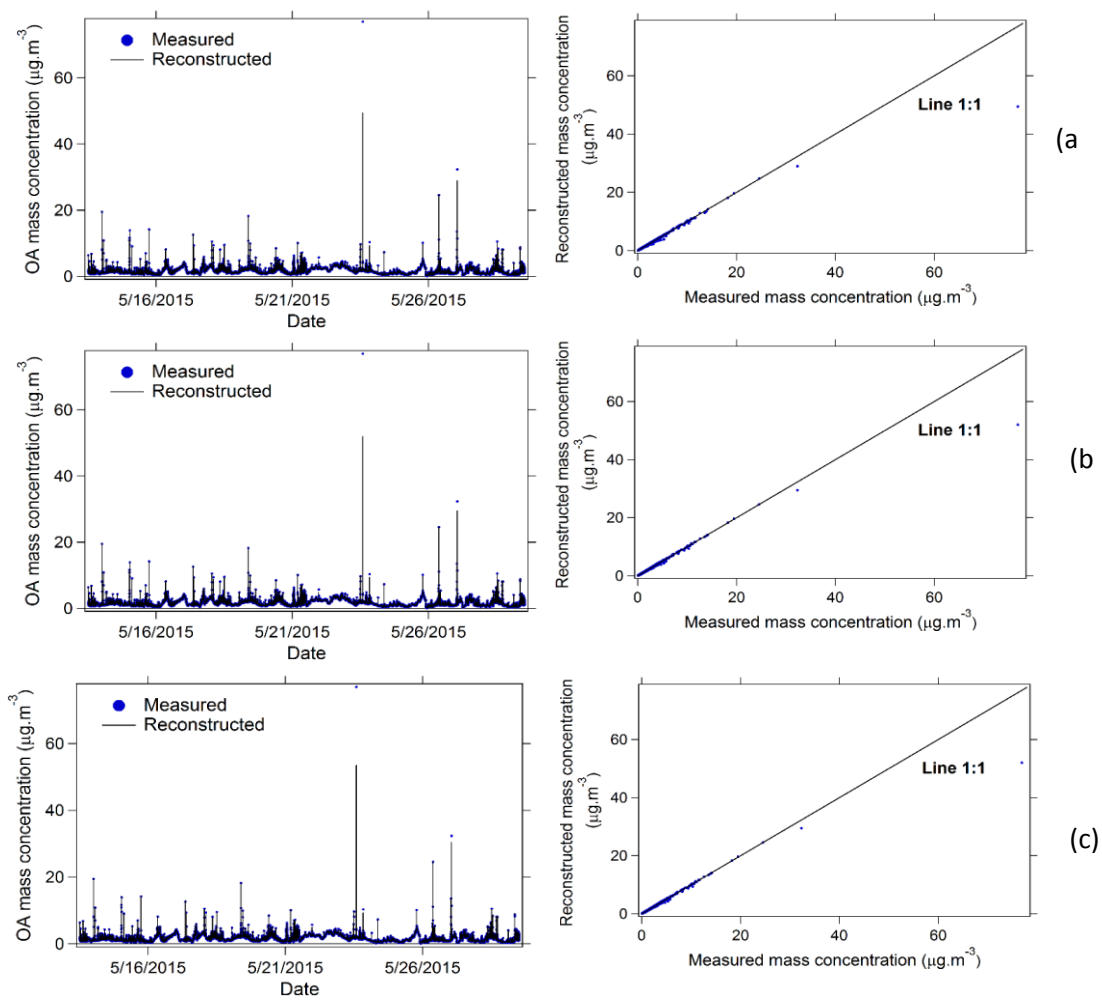 OA mass concentration (μg.m⁻³)
60
40
20
0
Measured
Reconstructed
5/16/2015
5/21/2015
5/26/2015
Date
Reconstructed mass concentration
(μg.m⁻³)
60
40
20
0
Line 1:1
0
20
40
60
Measured mass concentration (μg.m⁻³)
(a
OA mass concentration (μg.m⁻³)
60
40
20
0
Measured
Reconstructed
5/16/2015
5/21/2015
5/26/2015
Date
Reconstructed mass concentration
(μg.m⁻³)
60
40
20
0
Line 1:1
0
20
40
60
Measured mass concentration (μg.m⁻³)
(b
OA mass concentration (μg.m⁻³)
60
40
20
0
Measured
Reconstructed
5/16/2015
5/21/2015
5/26/2015
Date
Reconstructed mass concentration
(μg.m⁻³)
60
40
20
0
Line 1:1
0
20
40
60
Measured mass concentration (μg.m⁻³)
(c)